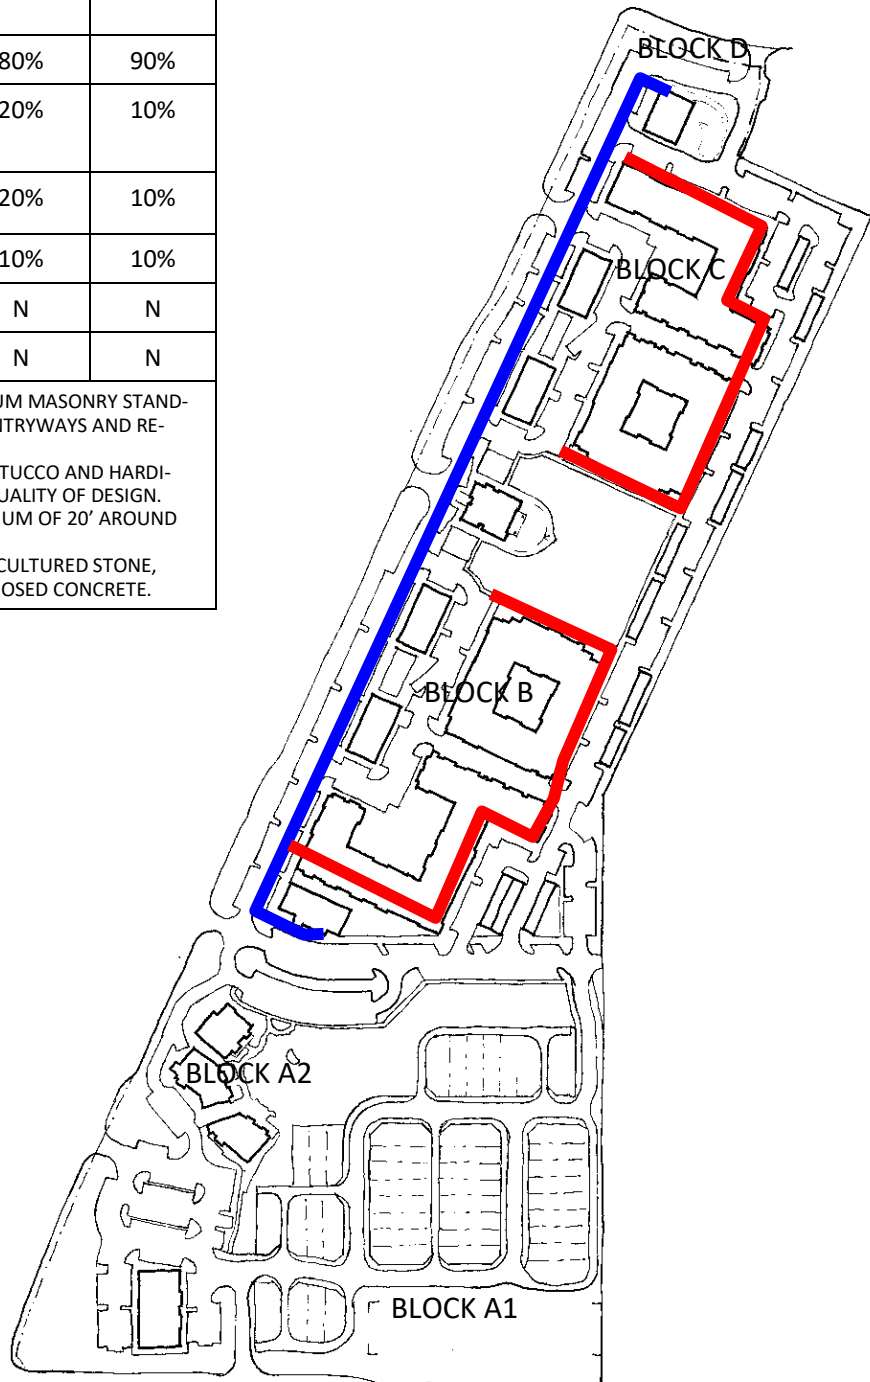 80% 90%
20% 10%
20% 10%
10% 10%
N N
N N
UM MASONRY STAND-
NTRYWAYS AND RE-
TUCCO AND HARDI-
UALITY OF DESIGN.
UM OF 20’ AROUND
CULTURED STONE,
OSED CONCRETE.
BLOCK D
BLOCK C
BLOCK B
BLOCK A2
BLOCK A1